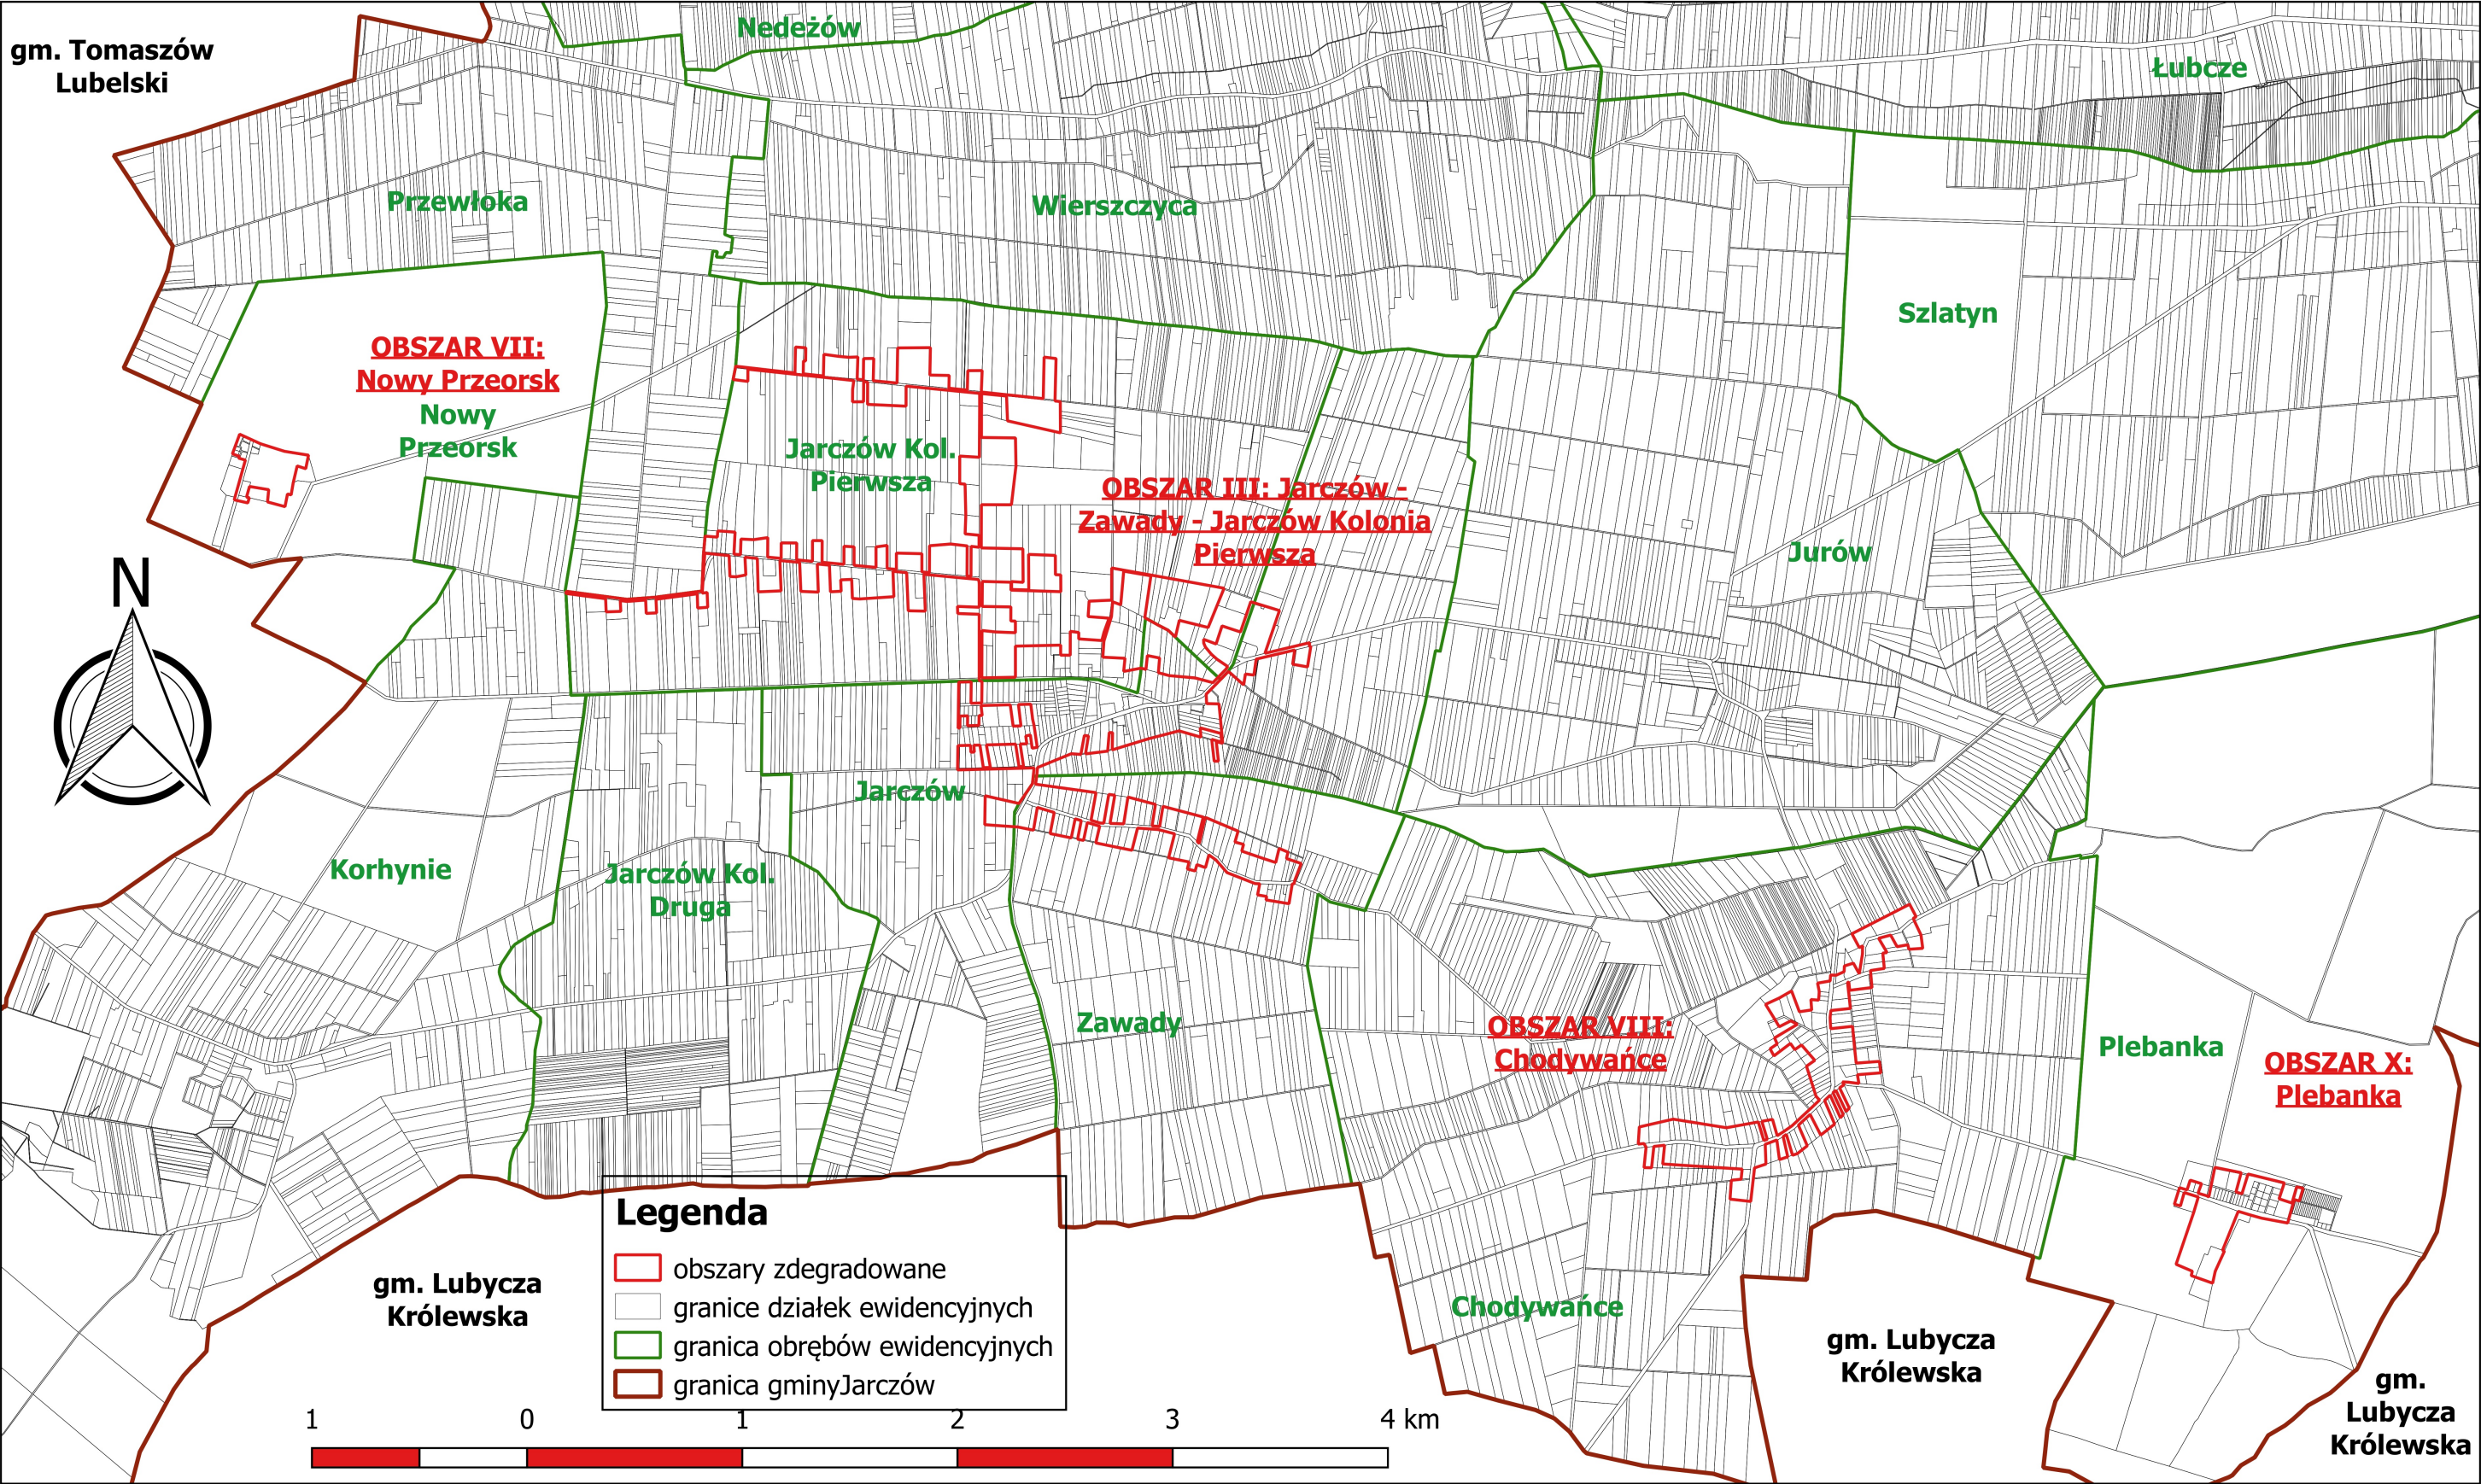 Nedeżów
gm. Tomaszów
Lubelski
Łubcze
Przewłoka
Wierszczyca
Szlatyn
OBSZAR VII:
Nowy Przeorsk
Nowy
Przeorsk
Jarczów Kol.
Pierwsza
OBSZAR III: Jarczów -
Zawady - Jarczów Kolonia
Pierwsza
Jurów
N
Jarczów
Korhynie
Jarczów Kol.
Druga
Zawady
OBSZAR VIII:
Chodywańce
Plebanka
OBSZAR X:
Plebanka
Chodywańce
gm. Lubycza
Królewska
gm. Lubycza
Królewska
gm.
Lubycza
Królewska
Legenda
obszary zdegradowane
granice działek ewidencyjnych
granica obrębów ewidencyjnych
granica gminyJarczów
1 0 1 2 3 4 km